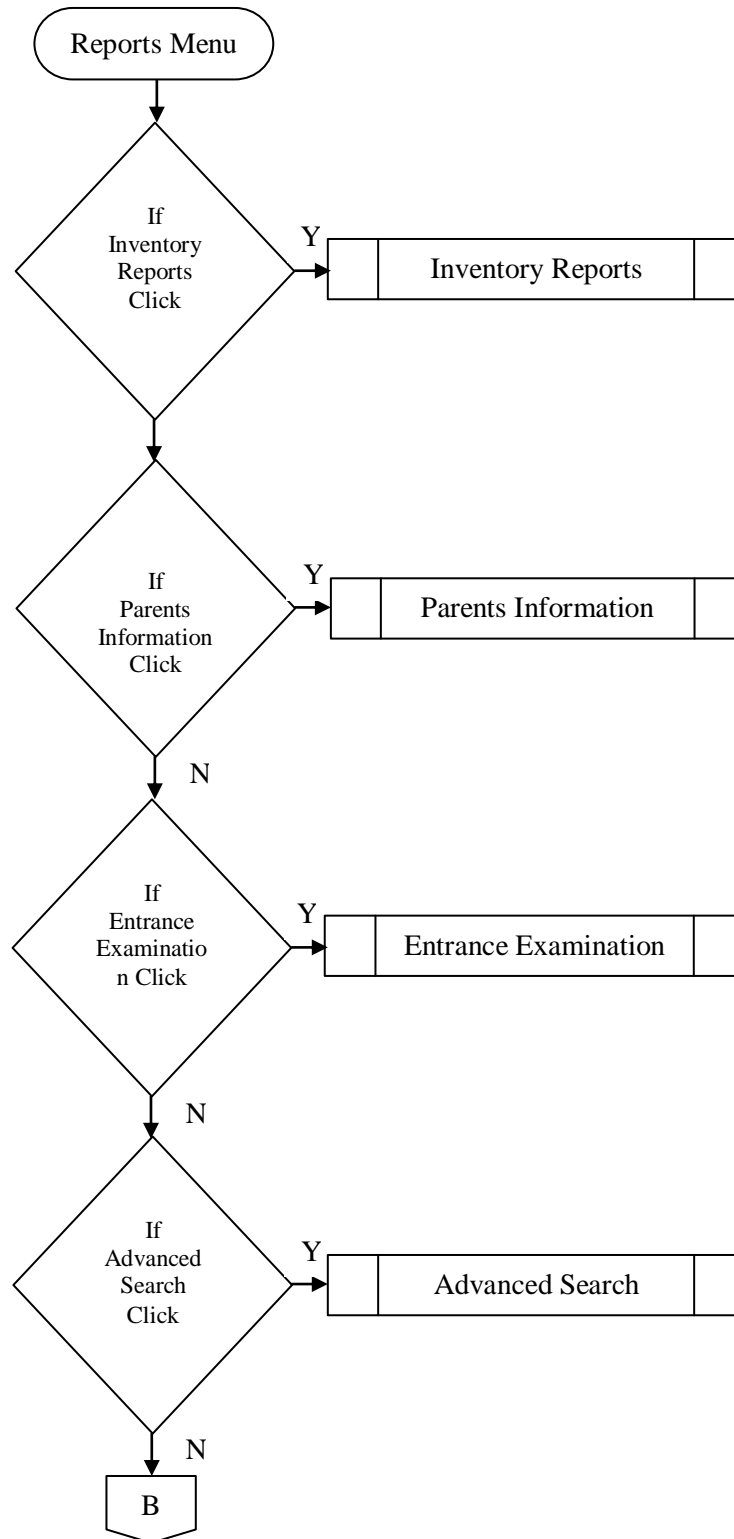 Reports Menu
If
Inventory
Reports
Click
Y
Inventory Reports
If
Parents
Information
Click
Y
Parents Information
N
If
Entrance
Examinatio
n Click
Y
Entrance Examination
N
If
Advanced
Search
Click
Y
Advanced Search
N
B